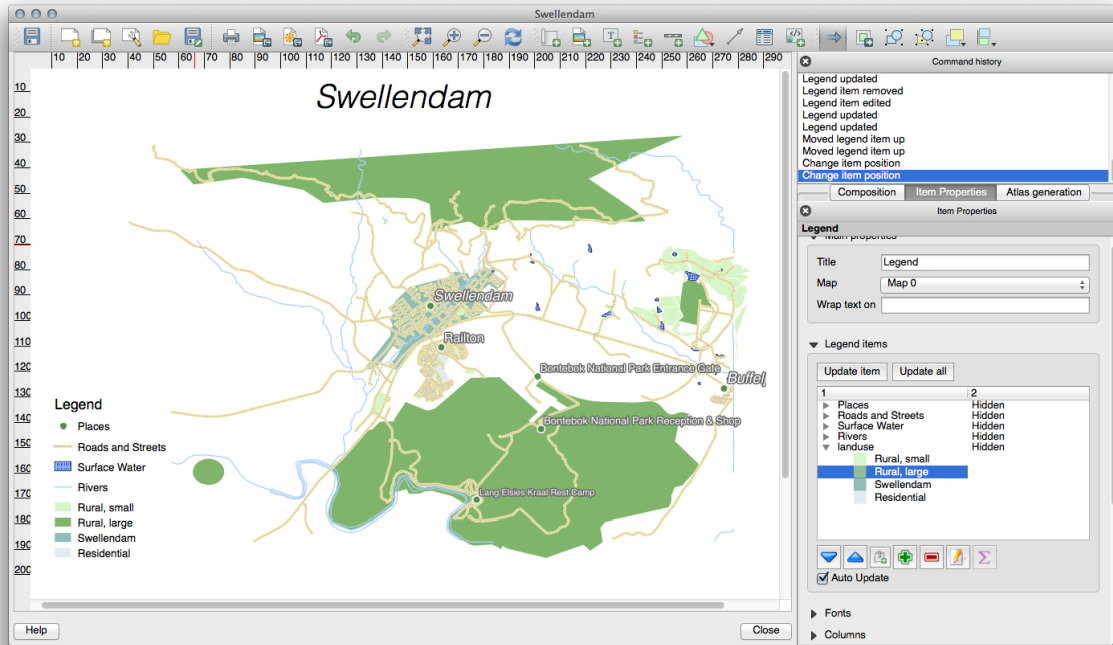 Swellendam
10 20 30 40 50 60 70 80 90 100 110 120 130 140 150 160 170 180 190 200 210 220 230 240 250 260 270 280 290
10
20
30
40
50
60
70
80
90
100
110
120
130
140
150
160
170
180
190
200
Swellendam
Swellendam
Railton
Bontebok National Park Entrance Gate
Buffelj
Bontebok National Park Reception & Shop
Lang Elsies Kraal Rest Camp
Legend
Places
Roads and Streets
Surface Water
Rivers
Rural, small
Rural, large
Swellendam
Residential
Help
Close
Command history
Legend updated
Legend item removed
Legend item edited
Legend updated
Legend updated
Moved legend item up
Moved legend item up
Change item position
Change item position
Composition Item Properties Atlas generation
Item Properties
Legend
Main properties
Title Legend
Map Map 0
Wrap text on
Legend items
Update item Update all
1 2
Places Hidden
Roads and Streets Hidden
Surface Water Hidden
Rivers Hidden
landuse Hidden
Rural, small
Rural, large
Swellendam
Residential
Σ
Auto Update
Fonts
Columns